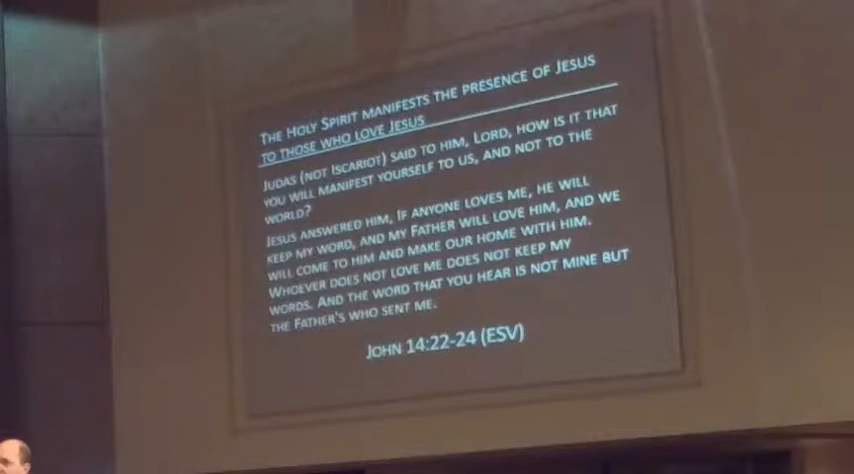 The Holy Spirit manifests the presence of Jesus
to those who love Jesus
Judas (not Iscariot) said to him, Lord, how is it that
you will manifest yourself to us, and not to the
world?
Jesus answered him, If anyone loves me, he will
keep my word, and my Father will love him, and we
will come to him and make our home with him.
Whoever does not love me does not keep my
words. And the word that you hear is not mine but
the Father's who sent me.
John 14:22-24 (ESV)